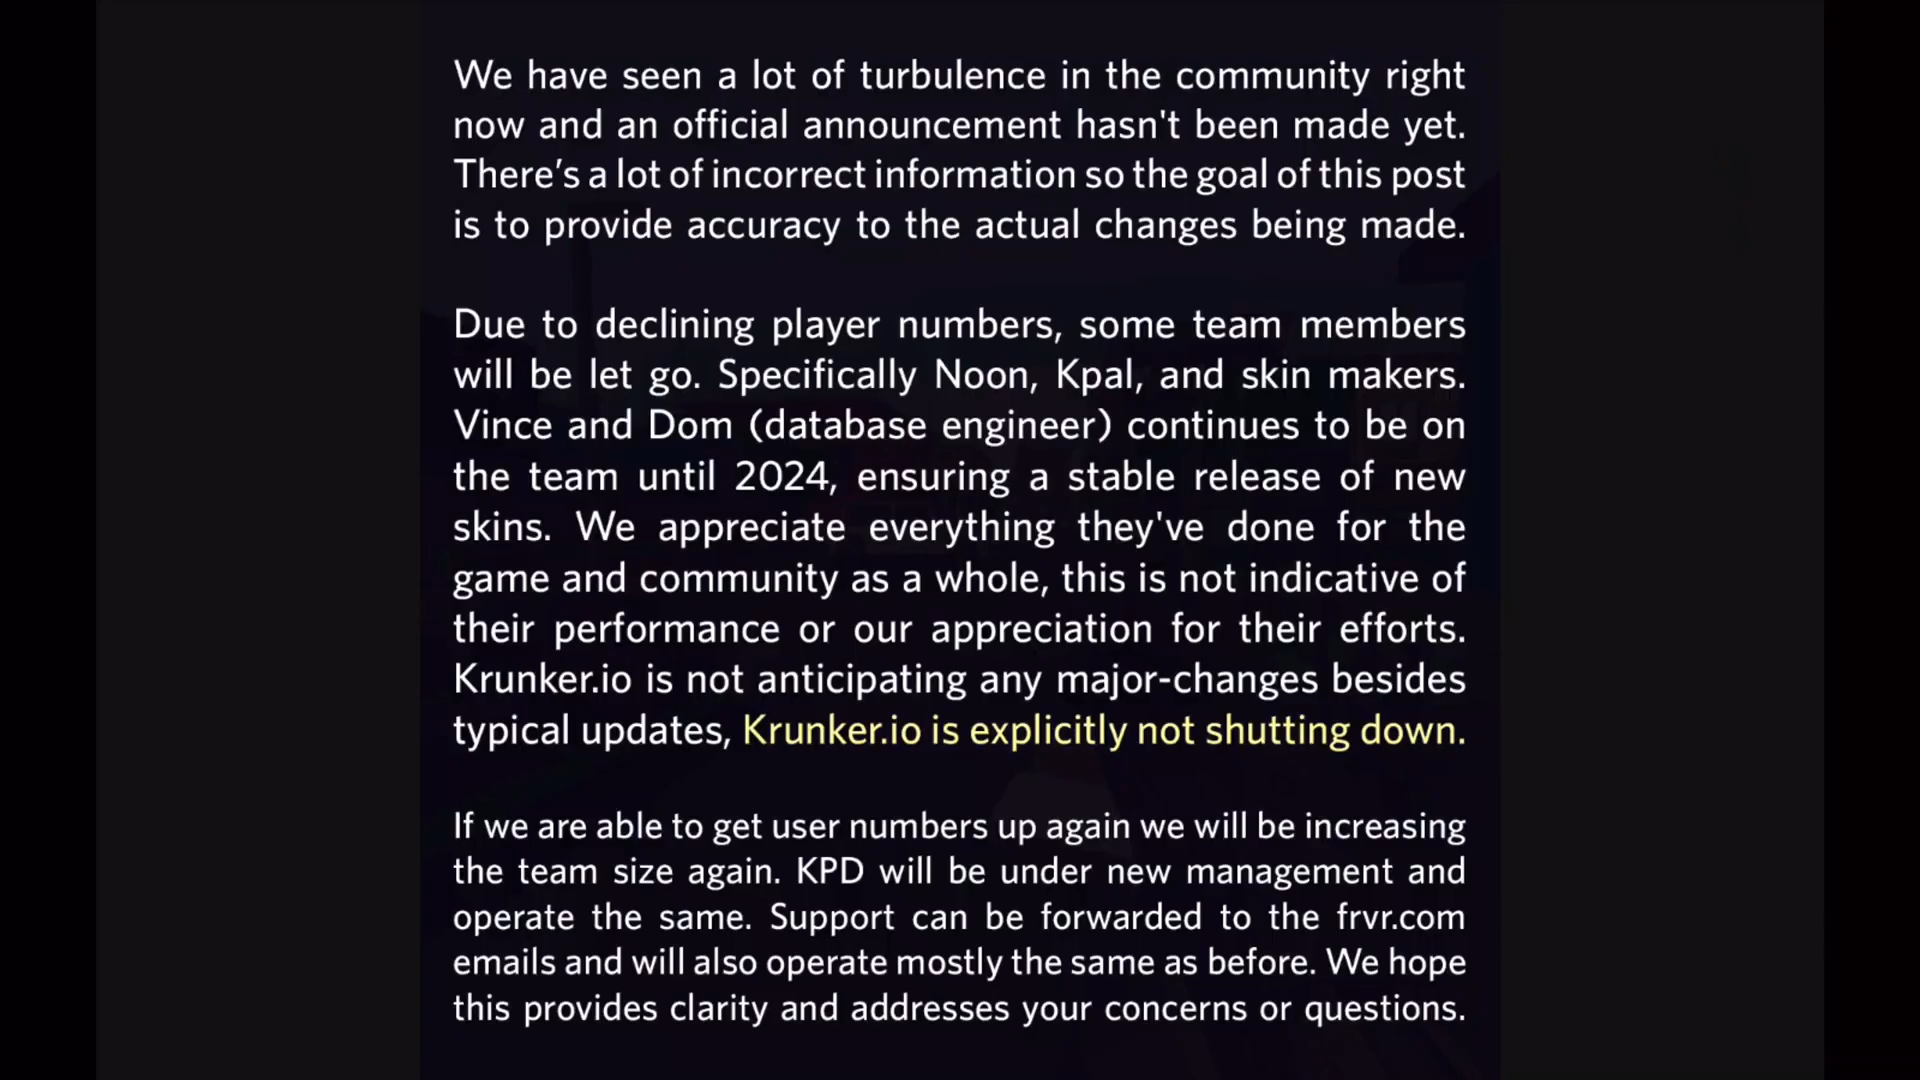 We have seen a lot of turbulence in the community right
now and an official announcement hasn't been made yet.
There’s a lot of incorrect information so the goal of this post
is to provide accuracy to the actual changes being made.
Due to declining player numbers, some team members
will be let go. Specifically Noon, Kpal, and skin makers.
Vince and Dom (database engineer) continues to be on
the team until 2024, ensuring a stable release of new
skins. We appreciate everything they've done for the
game and community as a whole, this is not indicative of
their performance or our appreciation for their efforts.
Krunker.io is not anticipating any major-changes besides
typical updates, Krunker.io is explicitly not shutting down.
If we are able to get user numbers up again we will be increasing
the team size again. KPD will be under new management and
operate the same. Support can be forwarded to the frvr.com
emails and will also operate mostly the same as before. We hope
this provides clarity and addresses your concerns or questions.